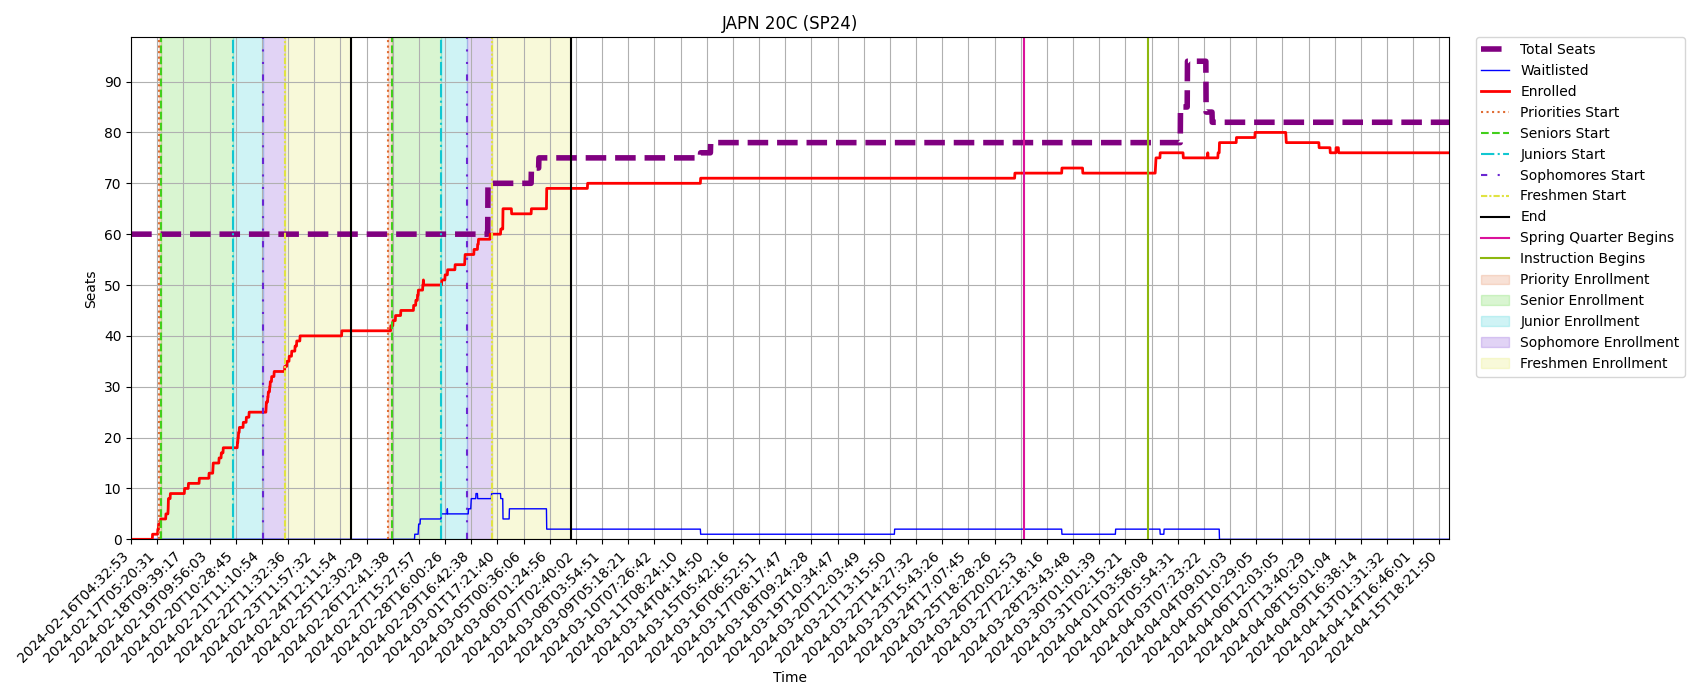 JAPN 20C (SP24)
Seats
90
80
70
60
50
40
30
20
10
0
2024-02-16T04:32:53
2024-02-17T05:20:31
2024-02-18T09:39:17
2024-02-19T09:56:03
2024-02-20T10:28:45
2024-02-21T11:10:54
2024-02-22T11:32:36
2024-02-23T11:57:32
2024-02-24T12:11:54
2024-02-25T12:30:29
2024-02-26T12:41:38
2024-02-27T15:27:57
2024-02-28T16:00:26
2024-02-29T16:42:38
2024-03-01T17:21:40
2024-03-05T00:36:06
2024-03-06T01:24:56
2024-03-07T02:40:02
2024-03-08T03:54:51
2024-03-09T05:18:21
2024-03-10T07:26:42
2024-03-11T08:24:10
2024-03-14T04:14:50
2024-03-15T05:42:16
2024-03-16T06:52:51
2024-03-17T08:17:47
2024-03-18T09:24:28
2024-03-19T10:34:47
2024-03-20T12:03:49
2024-03-21T13:15:50
2024-03-22T14:27:32
2024-03-23T15:43:26
2024-03-24T17:07:45
2024-03-25T18:28:26
2024-03-26T20:02:53
2024-03-27T22:18:16
2024-03-28T23:43:48
2024-03-30T01:01:39
2024-03-31T02:15:21
2024-04-01T03:58:08
2024-04-02T05:54:31
2024-04-03T07:23:22
2024-04-04T09:01:03
2024-04-05T10:29:05
2024-04-06T12:03:05
2024-04-07T13:40:29
2024-04-08T15:01:04
2024-04-09T16:38:14
2024-04-13T01:31:32
2024-04-14T16:46:01
2024-04-15T18:21:50
Time
Total Seats
Waitlisted
Enrolled
Priorities Start
Seniors Start
Juniors Start
Sophomores Start
Freshmen Start
End
Spring Quarter Begins
Instruction Begins
Priority Enrollment
Senior Enrollment
Junior Enrollment
Sophomore Enrollment
Freshmen Enrollment